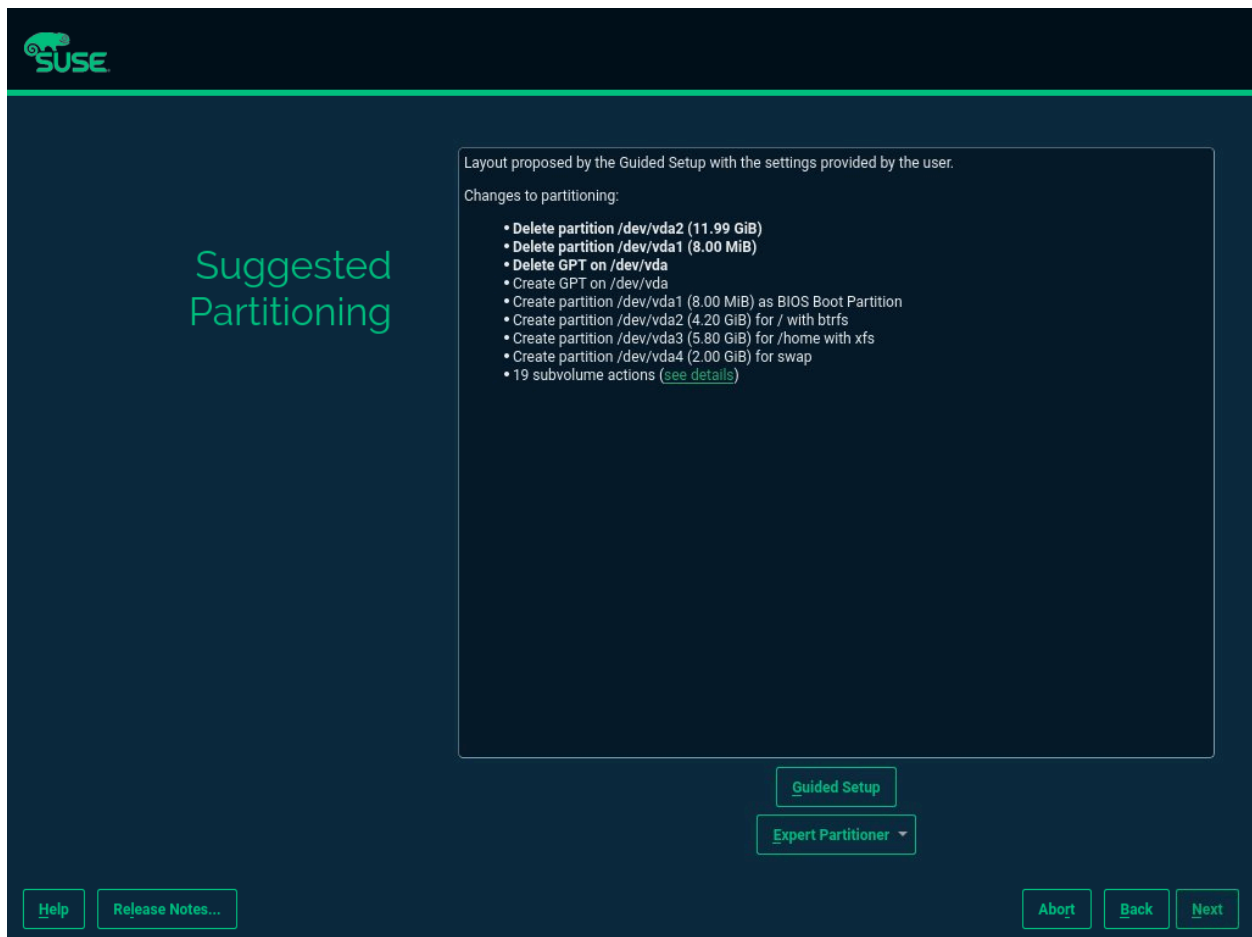 SUSE
Suggested
Partitioning
Layout proposed by the Guided Setup with the settings provided by the user.
Changes to partitioning:
• Delete partition /dev/vda2 (11.99 GiB)
• Delete partition /dev/vda1 (8.00 MiB)
• Delete GPT on /dev/vda
• Create GPT on /dev/vda
• Create partition /dev/vda1 (8.00 MiB) as BIOS Boot Partition
• Create partition /dev/vda2 (4.20 GiB) for / with btrfs
• Create partition /dev/vda3 (5.80 GiB) for /home with xfs
• Create partition /dev/vda4 (2.00 GiB) for swap
• 19 subvolume actions (see details)
Guided Setup
Expert Partitioner
Help Release Notes... Abort Back Next